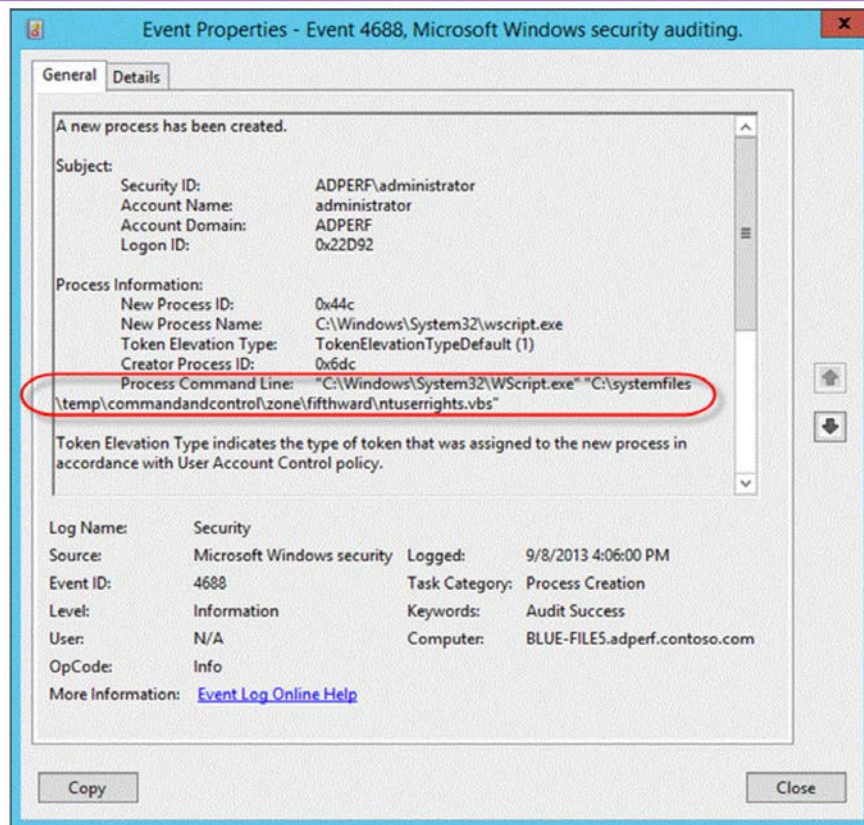 Event Properties - Event 4688, Microsoft Windows security auditing.
x
General Details
A new process has been created.
Subject:
Security ID: ADPERF\administrator
Account Name: administrator
Account Domain: ADPERF
Logon ID: 0x22D92
Process Information:
New Process ID: 0x44c
New Process Name: C:\Windows\System32\wscript.exe
Token Elevation Type: TokenElevationTypeDefault (1)
Creator Process ID: 0x6dc
Process Command Line: "C:\Windows\System32\WScript.exe" "C:\systemfiles
\temp\commandandcontrol\zone\fifthward\ntuserrights.vbs"
Token Elevation Type indicates the type of token that was assigned to the new process in
accordance with User Account Control policy.
Log Name: Security
Source: Microsoft Windows security Logged: 9/8/2013 4:06:00 PM
Event ID: 4688 Task Category: Process Creation
Level: Information Keywords: Audit Success
User: N/A Computer: BLUE-FILES.adperf.contoso.com
OpCode: Info
More Information: Event Log Online Help
Copy Close